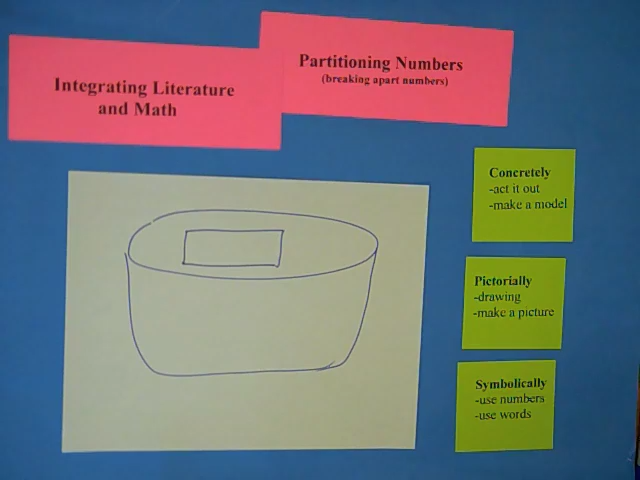 Integrating Literature
and Math
Partitioning Numbers
(breaking apart numbers)
Concretely
-act it out
-make a model
Pictorially
-drawing
-make a picture
Symbolically
-use numbers
-use words